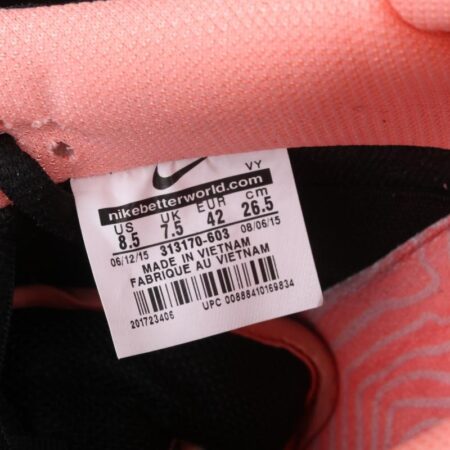 VY
nikebetterworld.com
US UK EUR cm
8.5 7.5 42 26.5
06/12/15 313170-603 08/06/15
MADE IN VIETNAM
FABRIQUE AU VIETNAM
201723406 UPC 00888410169834